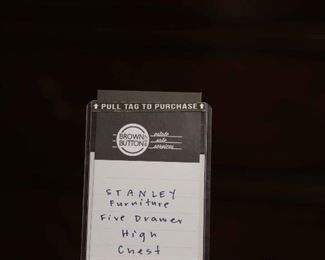 PULL TAG TO PURCHASE
BROWN
BUTTON
estate
sale
services
STANLEY
Furniture
Five Drawer
High
Chest